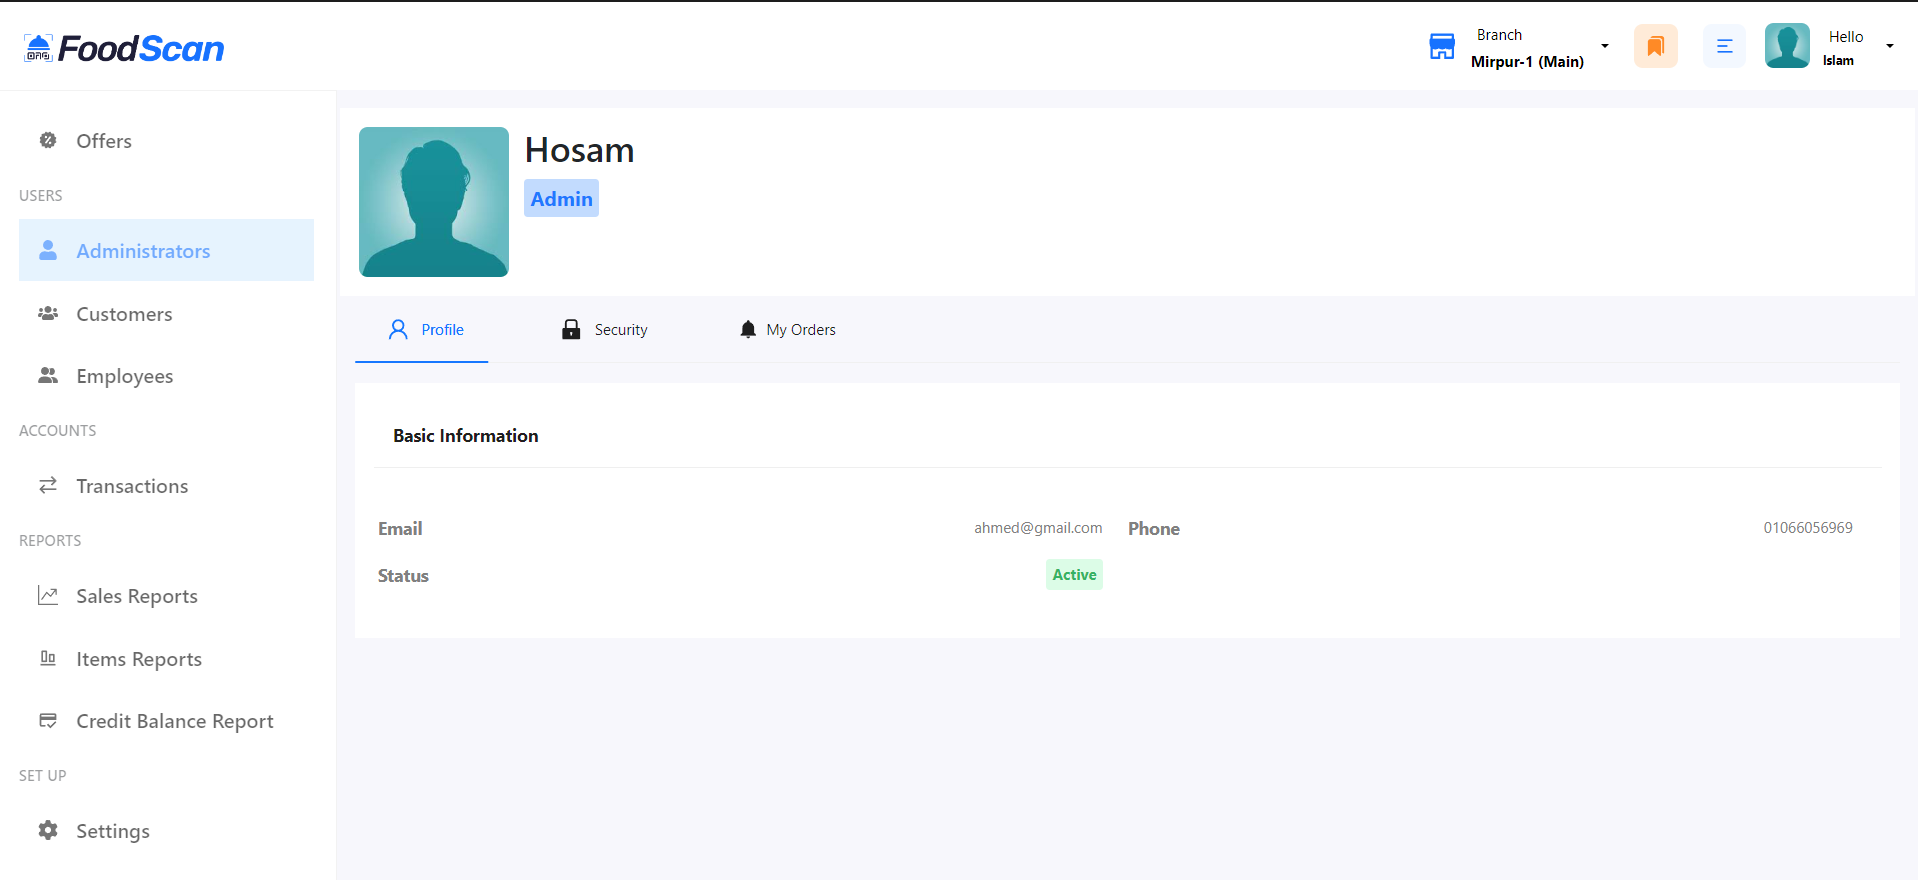 FoodScan
Branch
Mirpur-1 (Main)
Hello
Islam
Offers
USERS
Administrators
Customers
Employees
ACCOUNTS
Transactions
REPORTS
Sales Reports
Items Reports
Credit Balance Report
SET UP
Settings
Hosam
Admin
Profile
Security
My Orders
Basic Information
Email
ahmed@gmail.com
Phone
01066056969
Status
Active